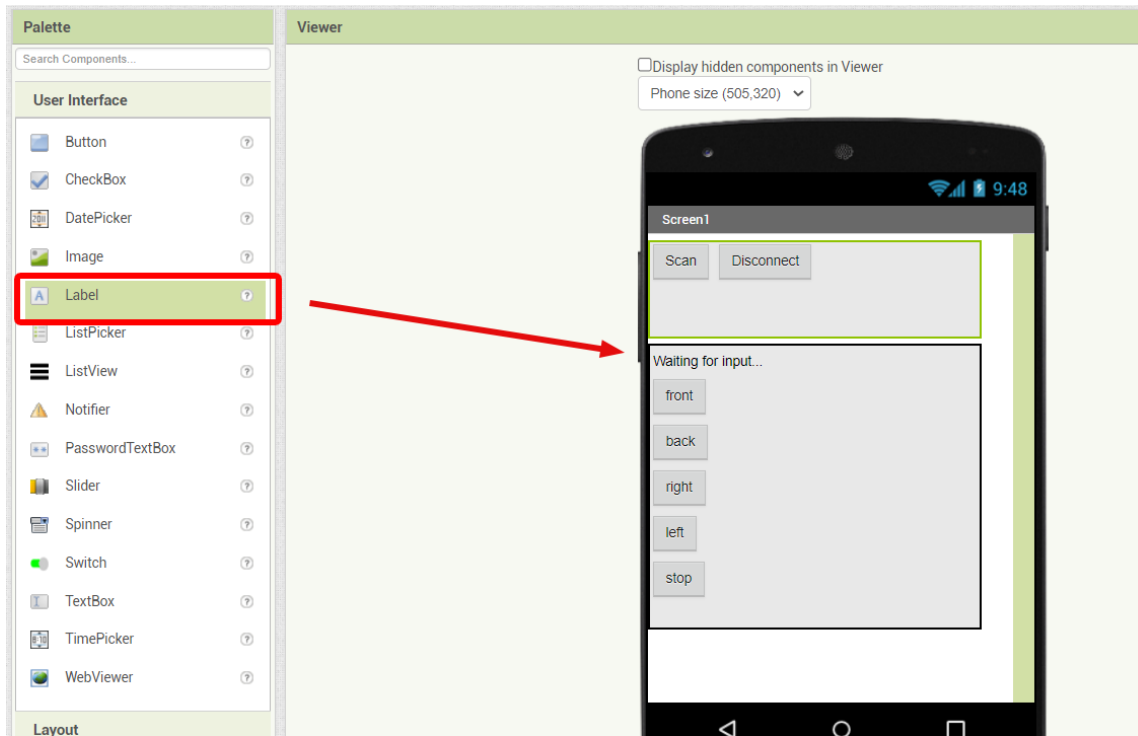 Palette
Search Components...
User Interface
Button
CheckBox
DatePicker
Image
Label
ListPicker
ListView
Notifier
PasswordTextBox
Slider
Spinner
Switch
TextBox
TimePicker
WebViewer
Layout
Viewer
Display hidden components in Viewer
Phone size (505,320)
9:48
Screen1
Scan Disconnect
Waiting for input...
front
back
right
left
stop